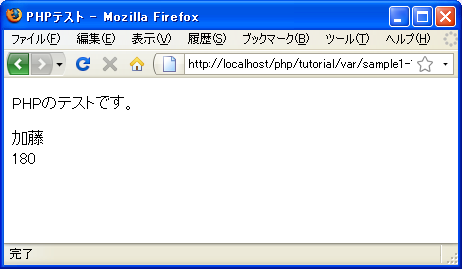 PHPテスト - Mozilla Firefox
ファイル(F) 編集(E) 表示(V) 履歴(S) ブックマーク(B) ツール(T) ヘルプ(H)
http://localhost/php/tutorial/var/sample1-
PHPのテストです。
加藤
180
完了